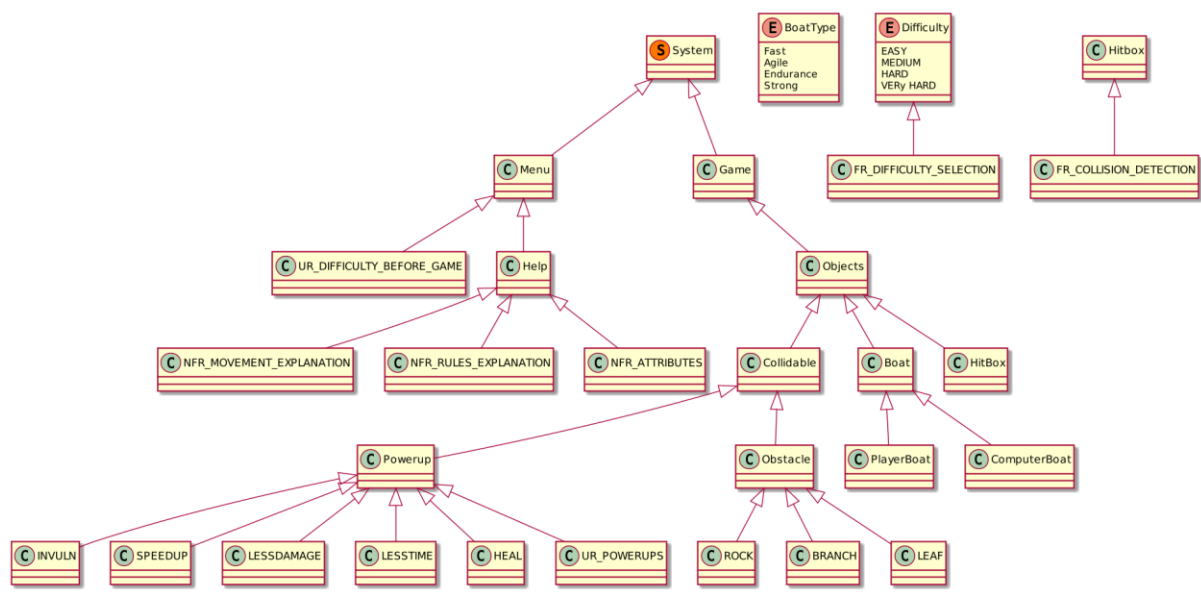 S System
E BoatType
Fast
Agile
Endurance
Strong
E Difficulty
EASY
MEDIUM
HARD
VERy HARD
C Hitbox
C Menu
C Game
C FR_DIFFICULTY_SELECTION
C FR_COLLISION_DETECTION
C UR_DIFFICULTY_BEFORE_GAME
C Help
C Objects
C NFR_MOVEMENT_EXPLANATION
C NFR_RULES_EXPLANATION
C NFR_ATTRIBUTES
C Collidable
C Boat
C HitBox
C Powerup
C Obstacle
C PlayerBoat
C ComputerBoat
C INVULN
C SPEEDUP
C LESSDAMAGE
C LESSTIME
C HEAL
C UR_POWERUPS
C ROCK
C BRANCH
C LEAF